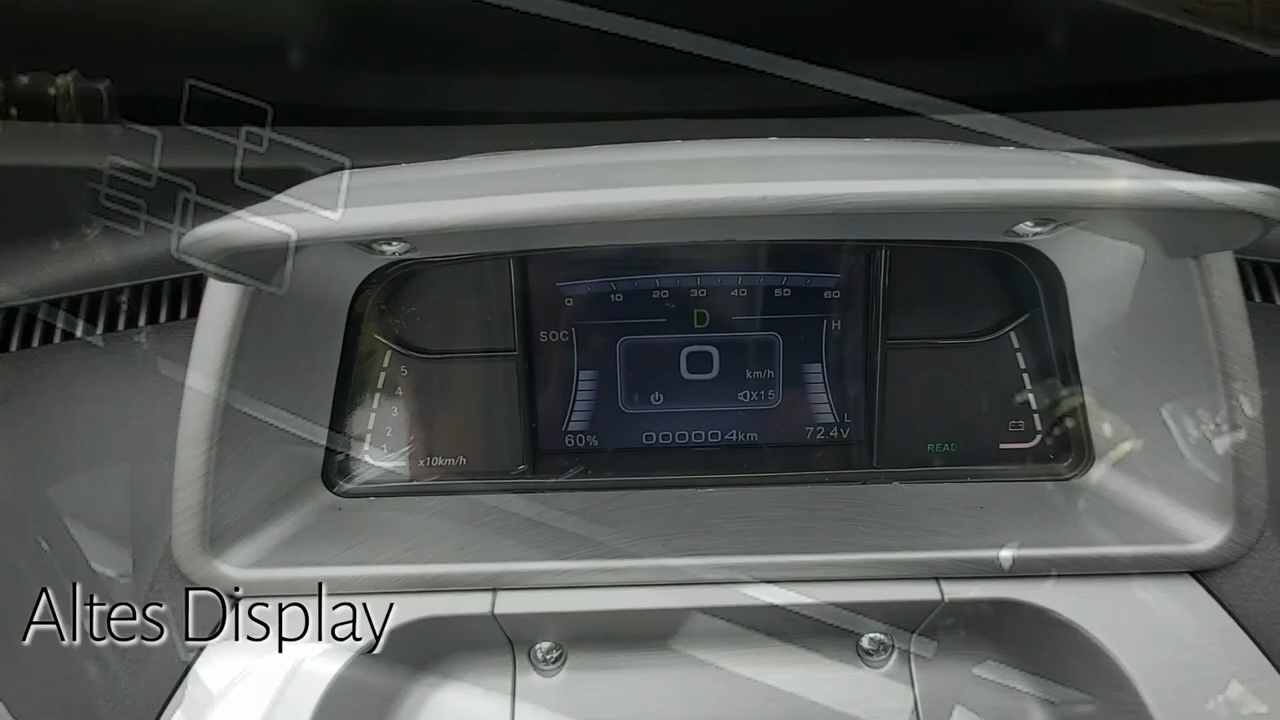 0 10 20 30 40 50 60
D
SOC
H
5
4
3
2
1
x10km/h
0
km/h
X15
L
60%
000004km
72.4v
READ
Altes Display